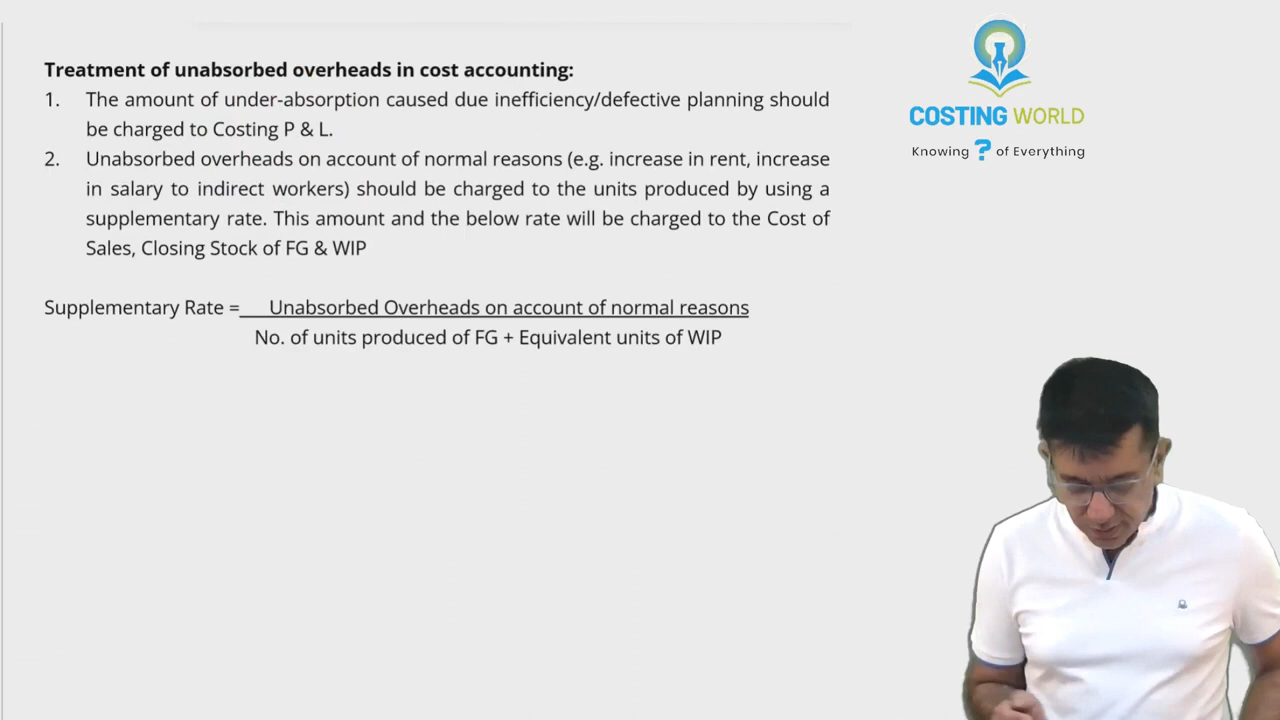 Treatment of unabsorbed overheads in cost accounting:
1. The amount of under-absorption caused due inefficiency/defective planning should
be charged to Costing P & L.
2. Unabsorbed overheads on account of normal reasons (e.g. increase in rent, increase
in salary to indirect workers) should be charged to the units produced by using a
supplementary rate. This amount and the below rate will be charged to the Cost of
Sales, Closing Stock of FG & WIP
Supplementary Rate = Unabsorbed Overheads on account of normal reasons
No. of units produced of FG + Equivalent units of WIP
COSTING WORLD
Knowing ? of Everything